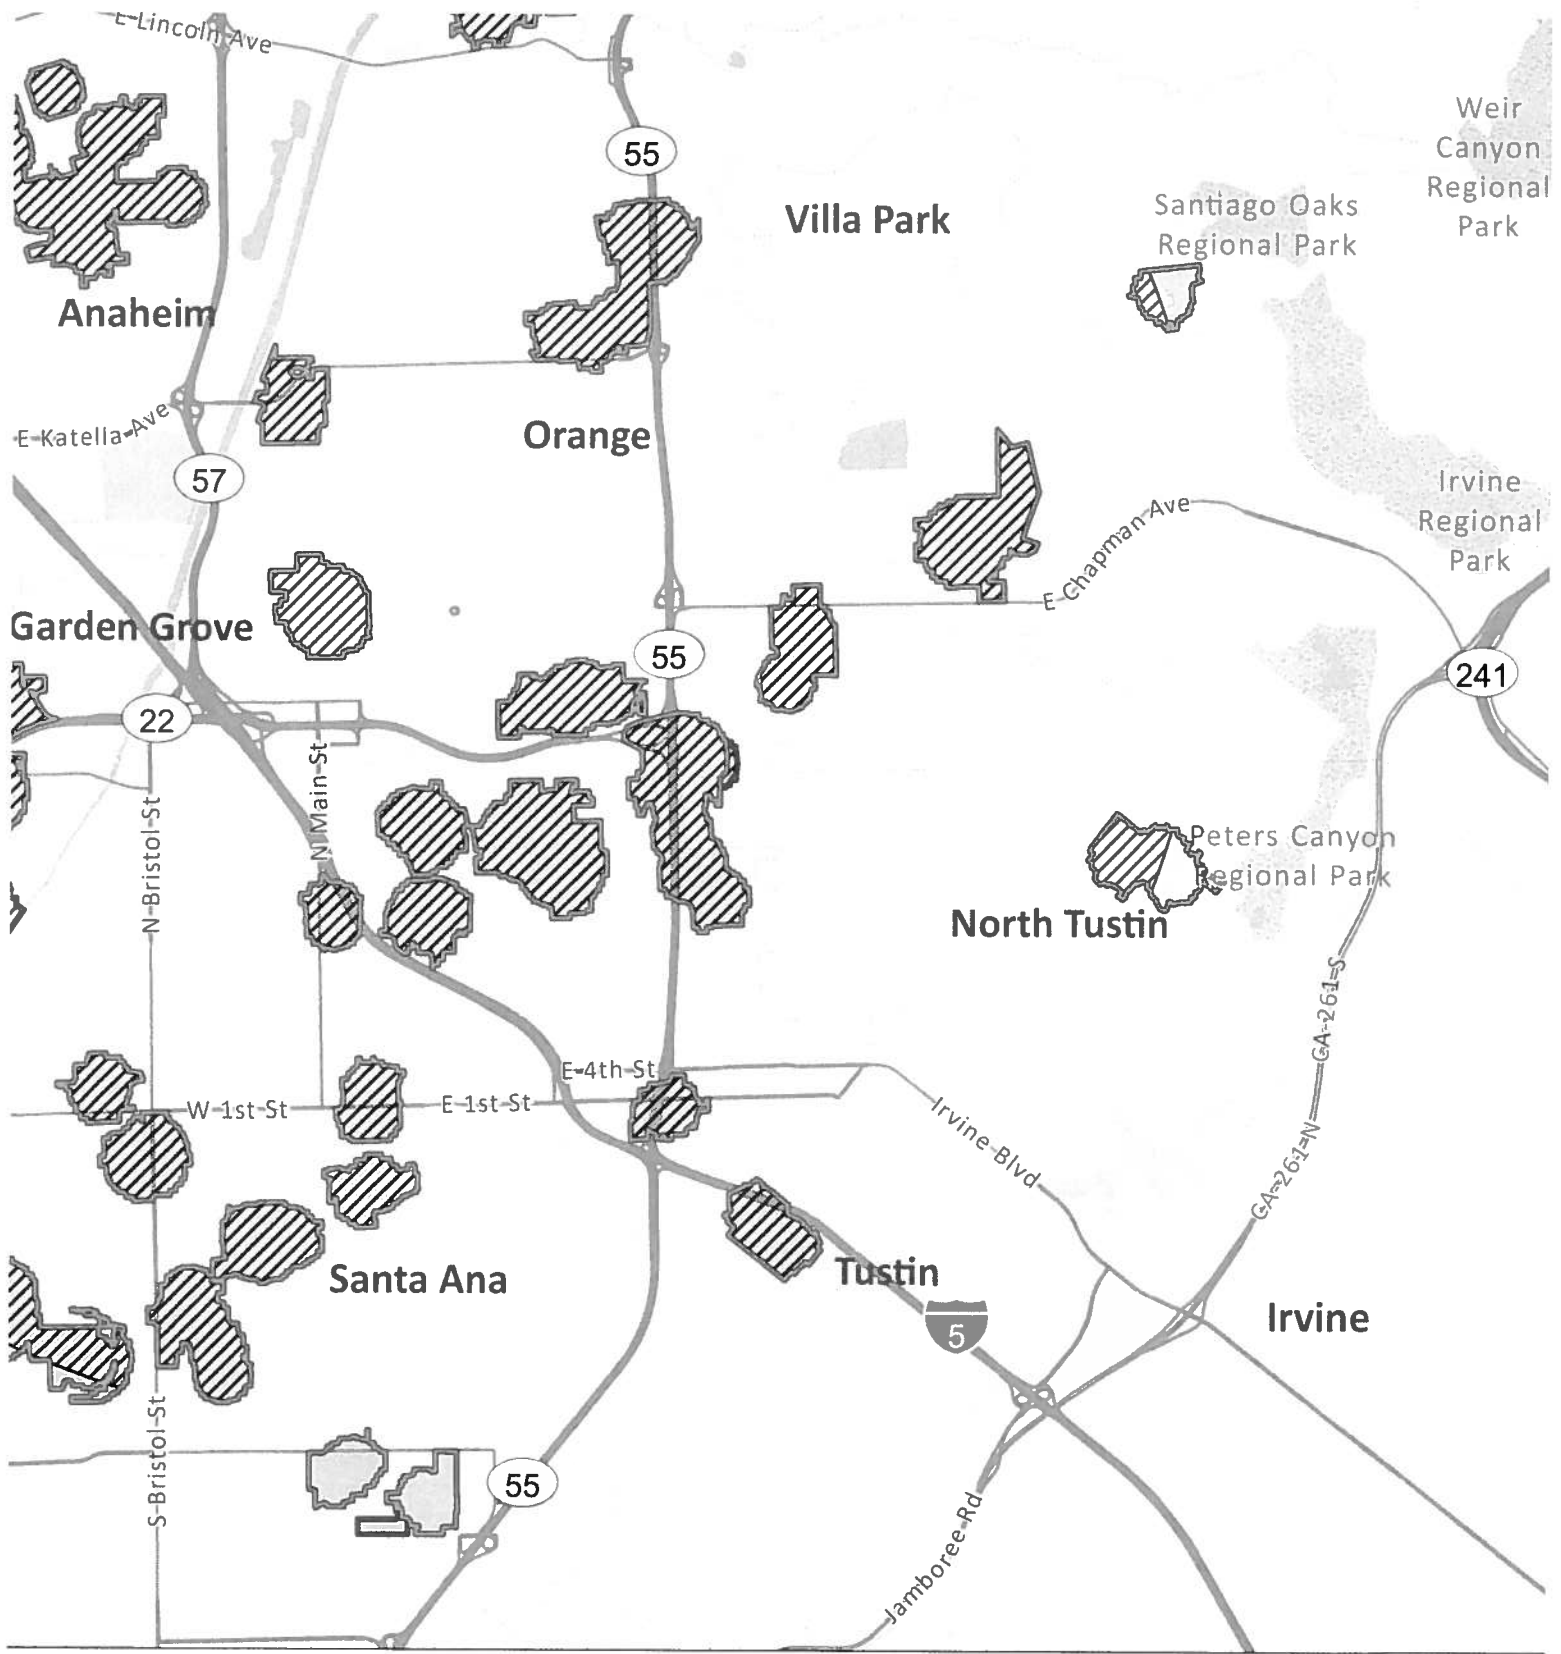 E Lincoln Ave
Weir
Canyon
Regional
Park
55
Santiago Oaks
Regional Park
Villa Park
Anaheim
E Katella Ave
Orange
57
Irvine
Regional
Park
E Chapman Ave
Garden Grove
55
241
22
N Main St
N Bristol St
Peters Canyon
Regional Park
North Tustin
CA-261 S
E 4th St
W 1st St
E 1st St
Irvine Blvd
CA-261 N
Santa Ana
Tustin
5
Irvine
S Bristol St
55
Jamboree Rd